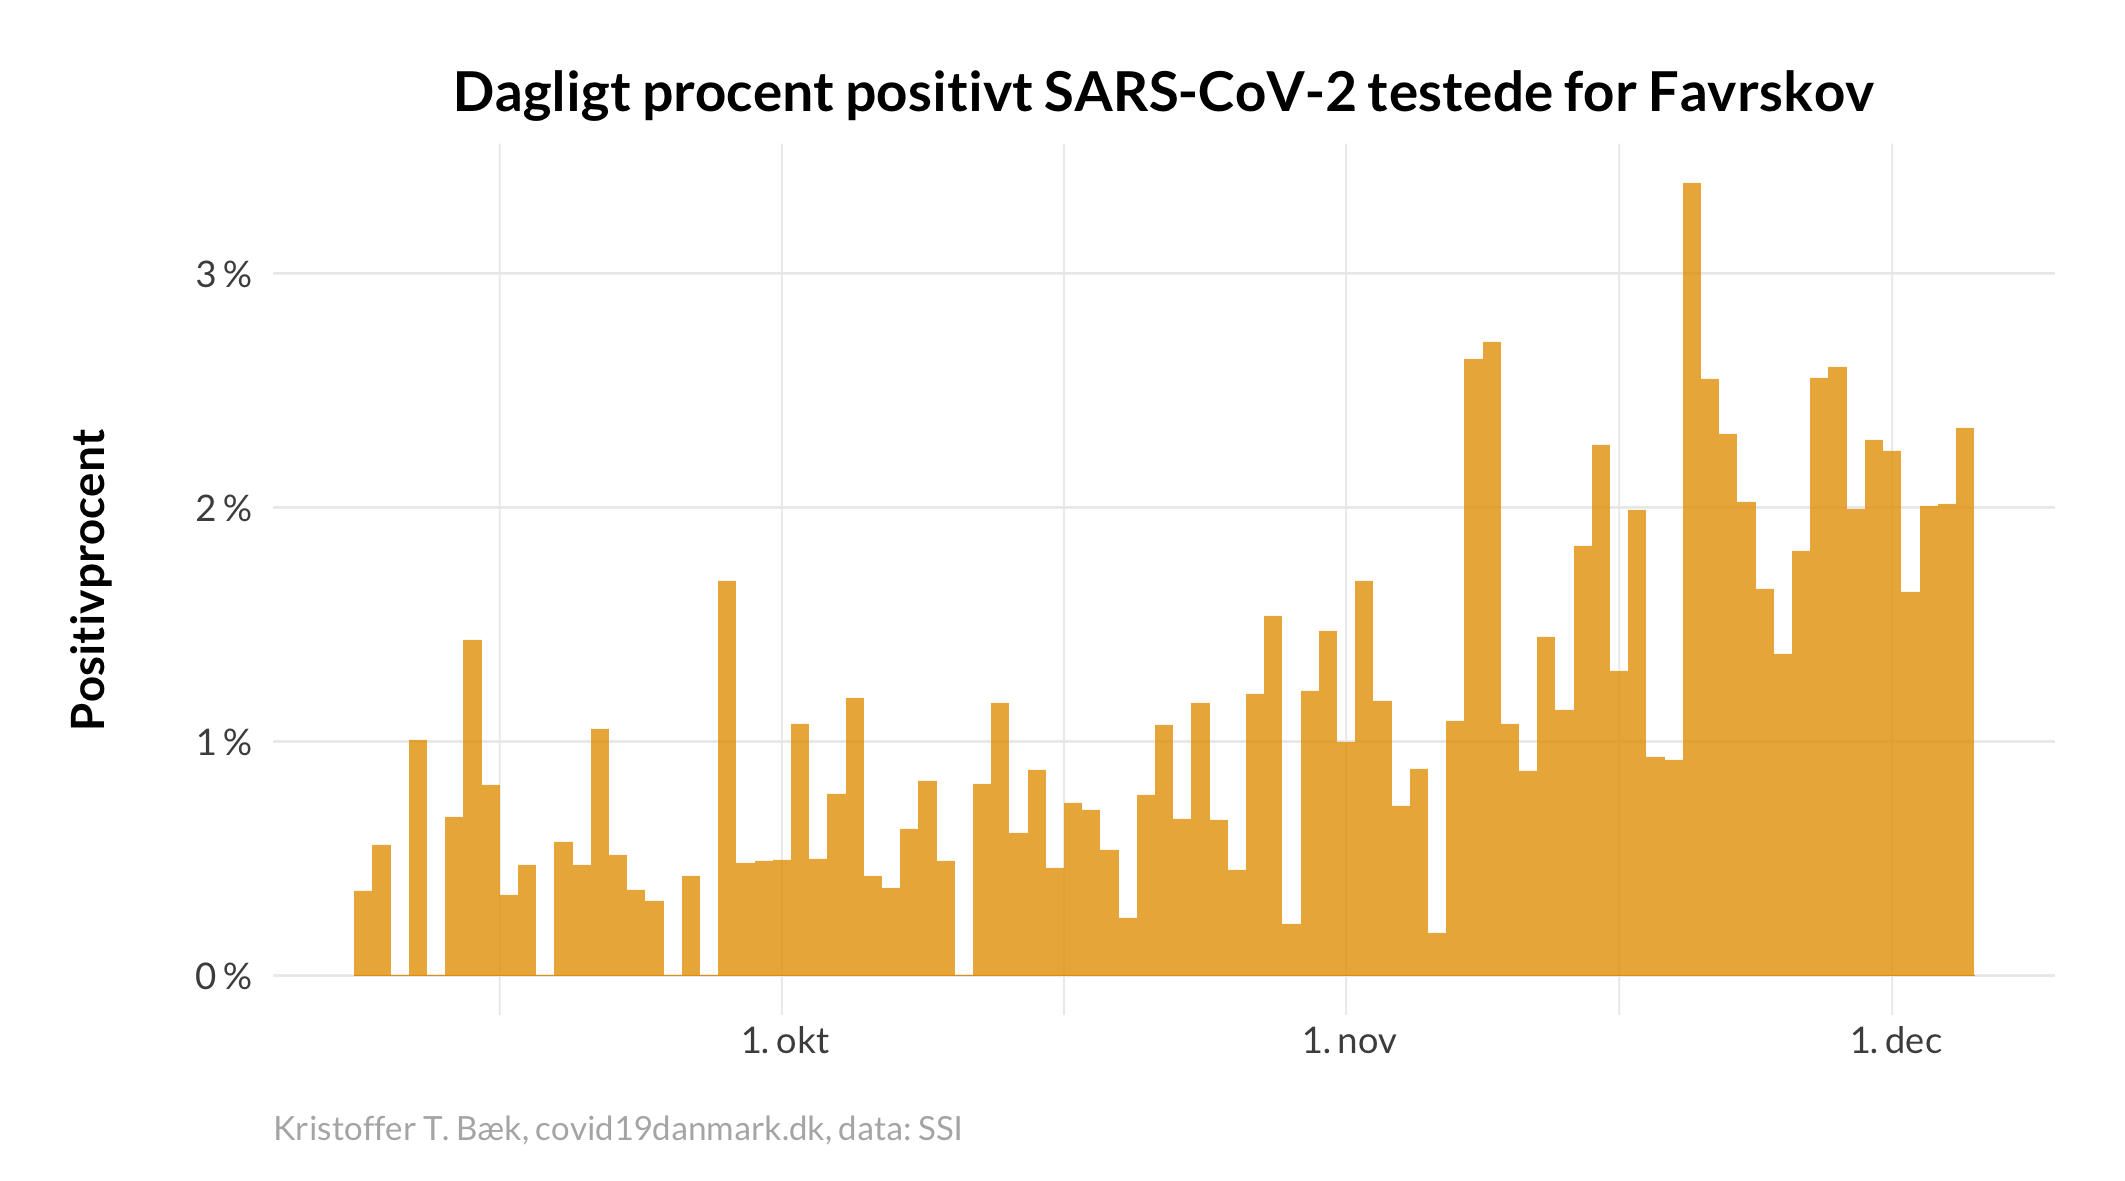 Dagligt procent positivt SARS-CoV-2 testede for Favrskov
Positivprocent
3 %
2 %
1 %
0 %
1. okt
1. nov
1. dec
Kristoffer T. Bæk, covid19danmark.dk, data: SSI